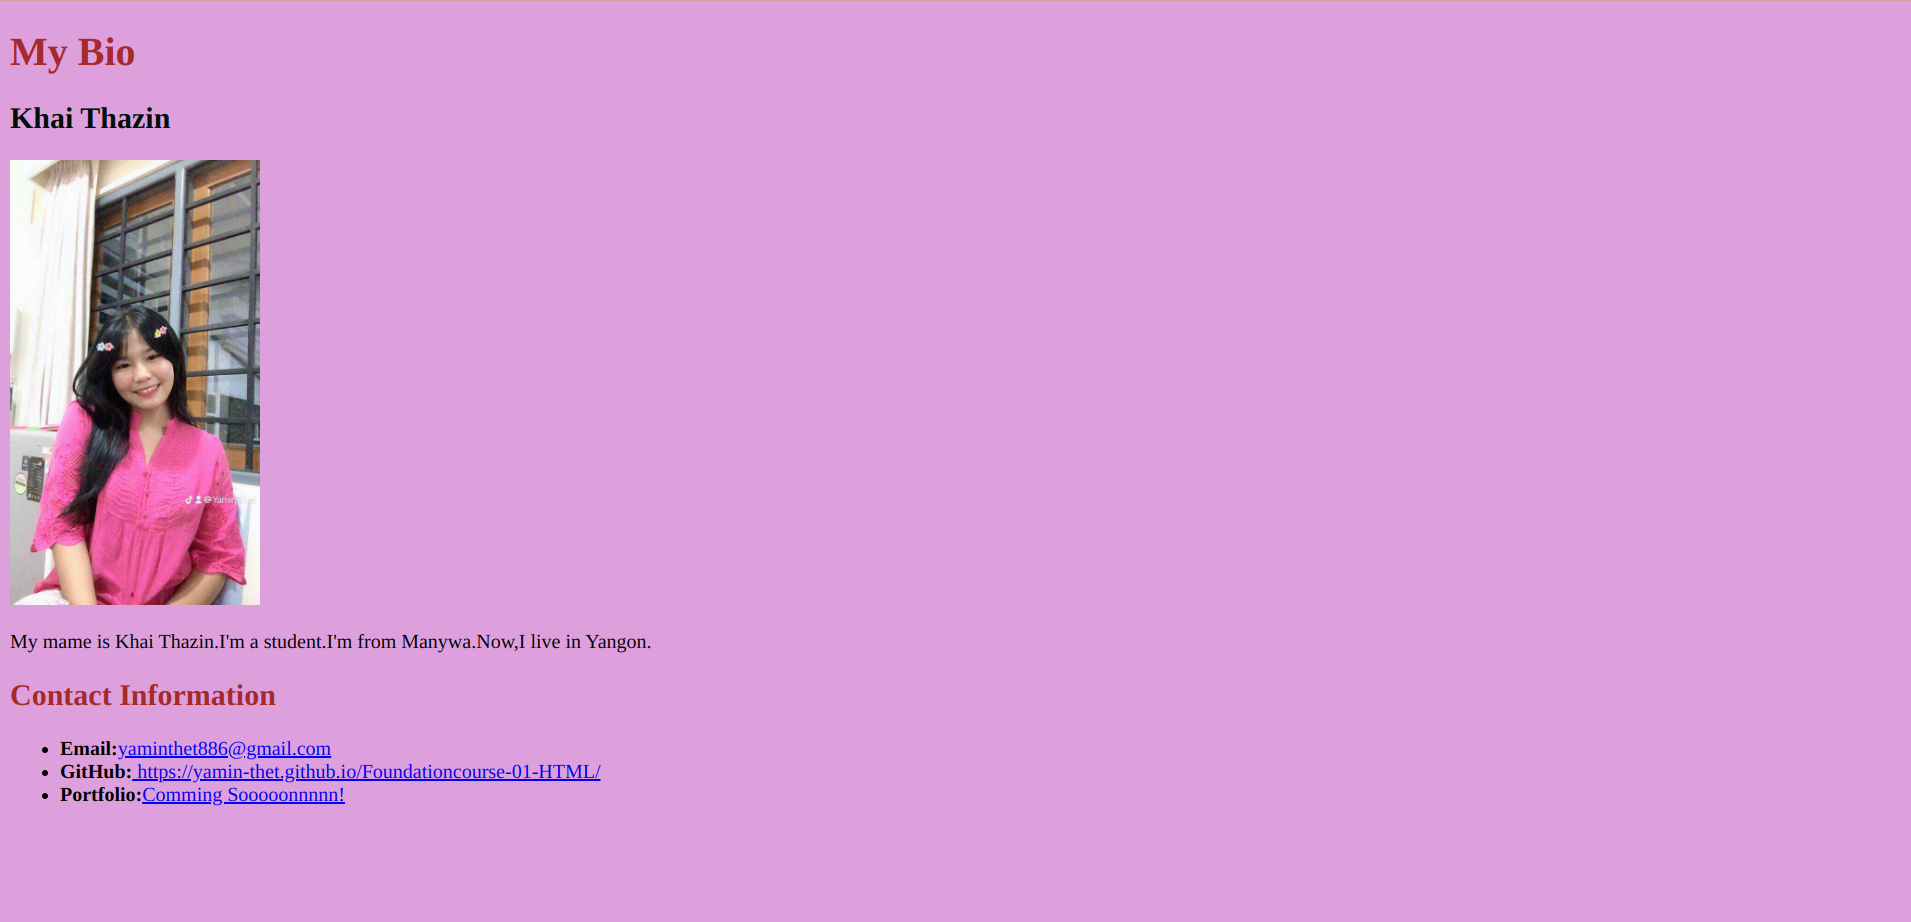 My Bio
Khai Thazin
@Yamin
My mame is Khai Thazin.I'm a student.I'm from Manywa.Now,I live in Yangon.
Contact Information
Email:yaminthet886@gmail.com
GitHub: https://yamin-thet.github.io/Foundationcourse-01-HTML/
Portfolio:Comming Sooooonnnnn!